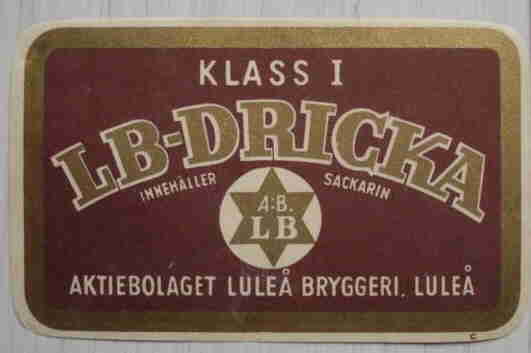 KLASS I
LB-DRICKA
INNEHÅLLER SACKARIN
A:B.
LB
AKTIEBOLAGET LULEÅ BRYGGERI, LULEÅ
C